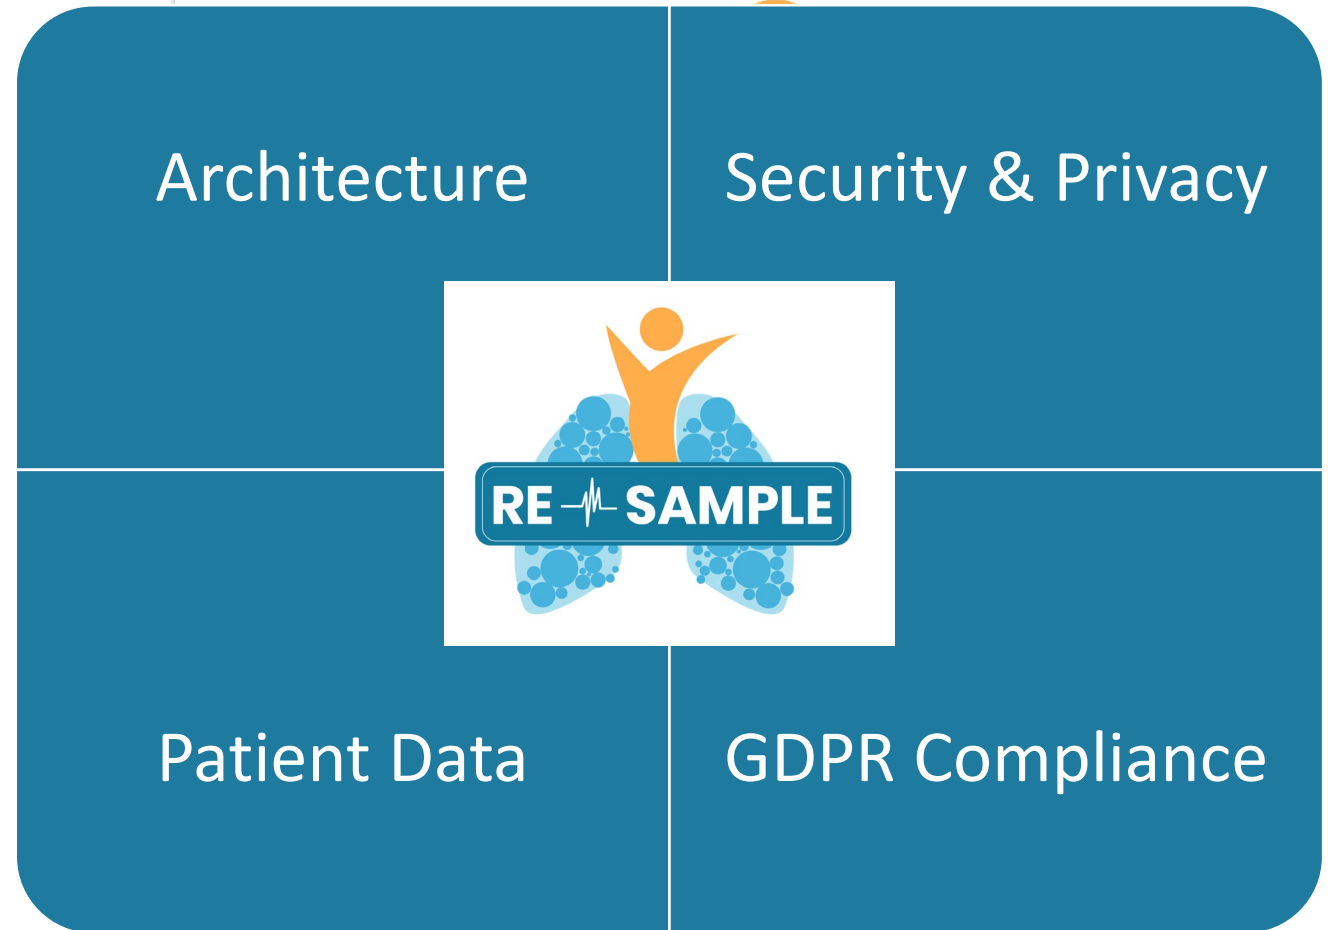 Architecture
Security & Privacy
RE SAMPLE
Patient Data
GDPR Compliance